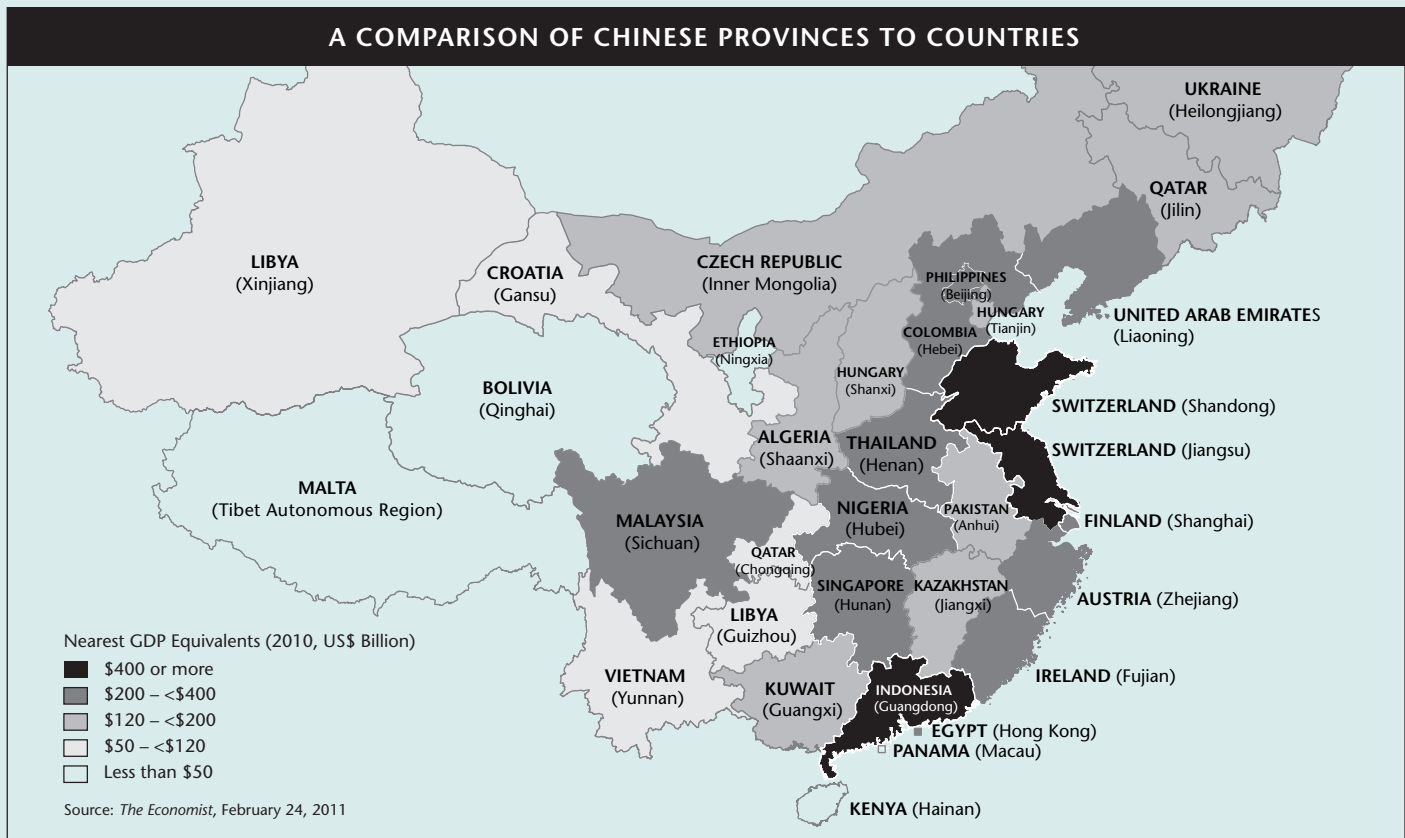 A COMPARISON OF CHINESE PROVINCES TO COUNTRIES
UKRAINE
(Heilongjiang)
QATAR
(Jilin)
LIBYA
(Xinjiang)
CROATIA
(Gansu)
CZECH REPUBLIC
(Inner Mongolia)
PHILIPPINES
(Beijing)
HUNGARY
(Tianjin)
UNITED ARAB EMIRATES
(Liaoning)
COLOMBIA
(Hebei)
ETHIOPIA
(Ningxia)
HUNGARY
(Shanxi)
BOLIVIA
(Qinghai)
SWITZERLAND (Shandong)
ALGERIA
(Shaanxi)
THAILAND
(Henan)
SWITZERLAND (Jiangsu)
MALTA
(Tibet Autonomous Region)
MALAYSIA
(Sichuan)
NIGERIA
(Hubei)
PAKISTAN
(Anhui)
FINLAND (Shanghai)
QATAR
(Chongqing)
SINGAPORE
(Hunan)
KAZAKHSTAN
(Jiangxi)
AUSTRIA (Zhejiang)
LIBYA
(Guizhou)
VIETNAM
(Yunnan)
KUWAIT
(Guangxi)
INDONESIA
(Guangdong)
IRELAND (Fujian)
EGYPT (Hong Kong)
PANAMA (Macau)
KENYA (Hainan)
Nearest GDP Equivalents (2010, US$ Billion)
$400 or more
$200 – <$400
$120 – <$200
$50 – <$120
Less than $50
Source: The Economist, February 24, 2011